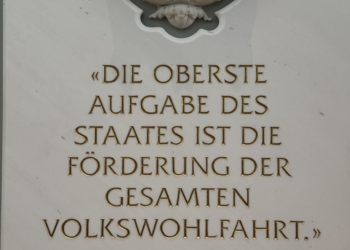 «DIE OBERSTE
AUFGABE DES
STAATES IST DIE
FÖRDERUNG DER
GESAMTEN
VOLKSWOHLFAHRT.»